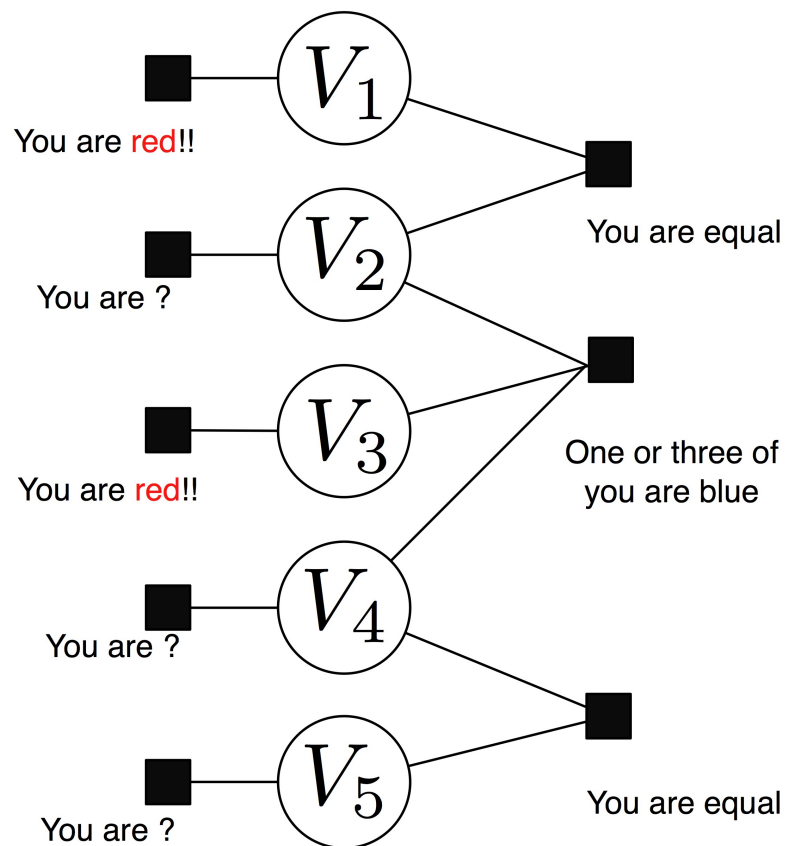 V1
You are red!!
You are equal
V2
You are ?
V3
You are red!!
One or three of
you are blue
V4
You are ?
V5
You are equal
You are ?